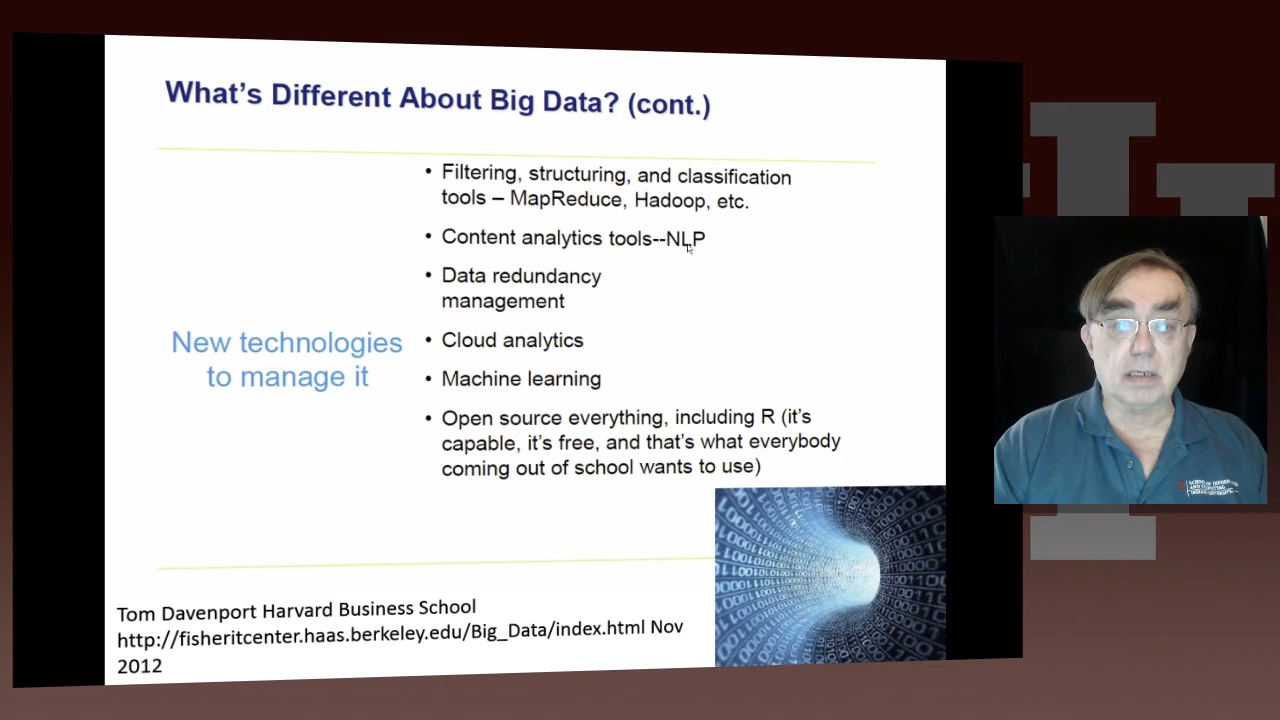 What's Different About Big Data? (cont.)
• Filtering, structuring, and classification
tools – MapReduce, Hadoop, etc.
• Content analytics tools--NLP
• Data redundancy
management
New technologies
to manage it
• Cloud analytics
• Machine learning
• Open source everything, including R (it's
capable, it's free, and that's what everybody
coming out of school wants to use)
Tom Davenport Harvard Business School
http://fisheritcenter.haas.berkeley.edu/Big_Data/index.html Nov
2012